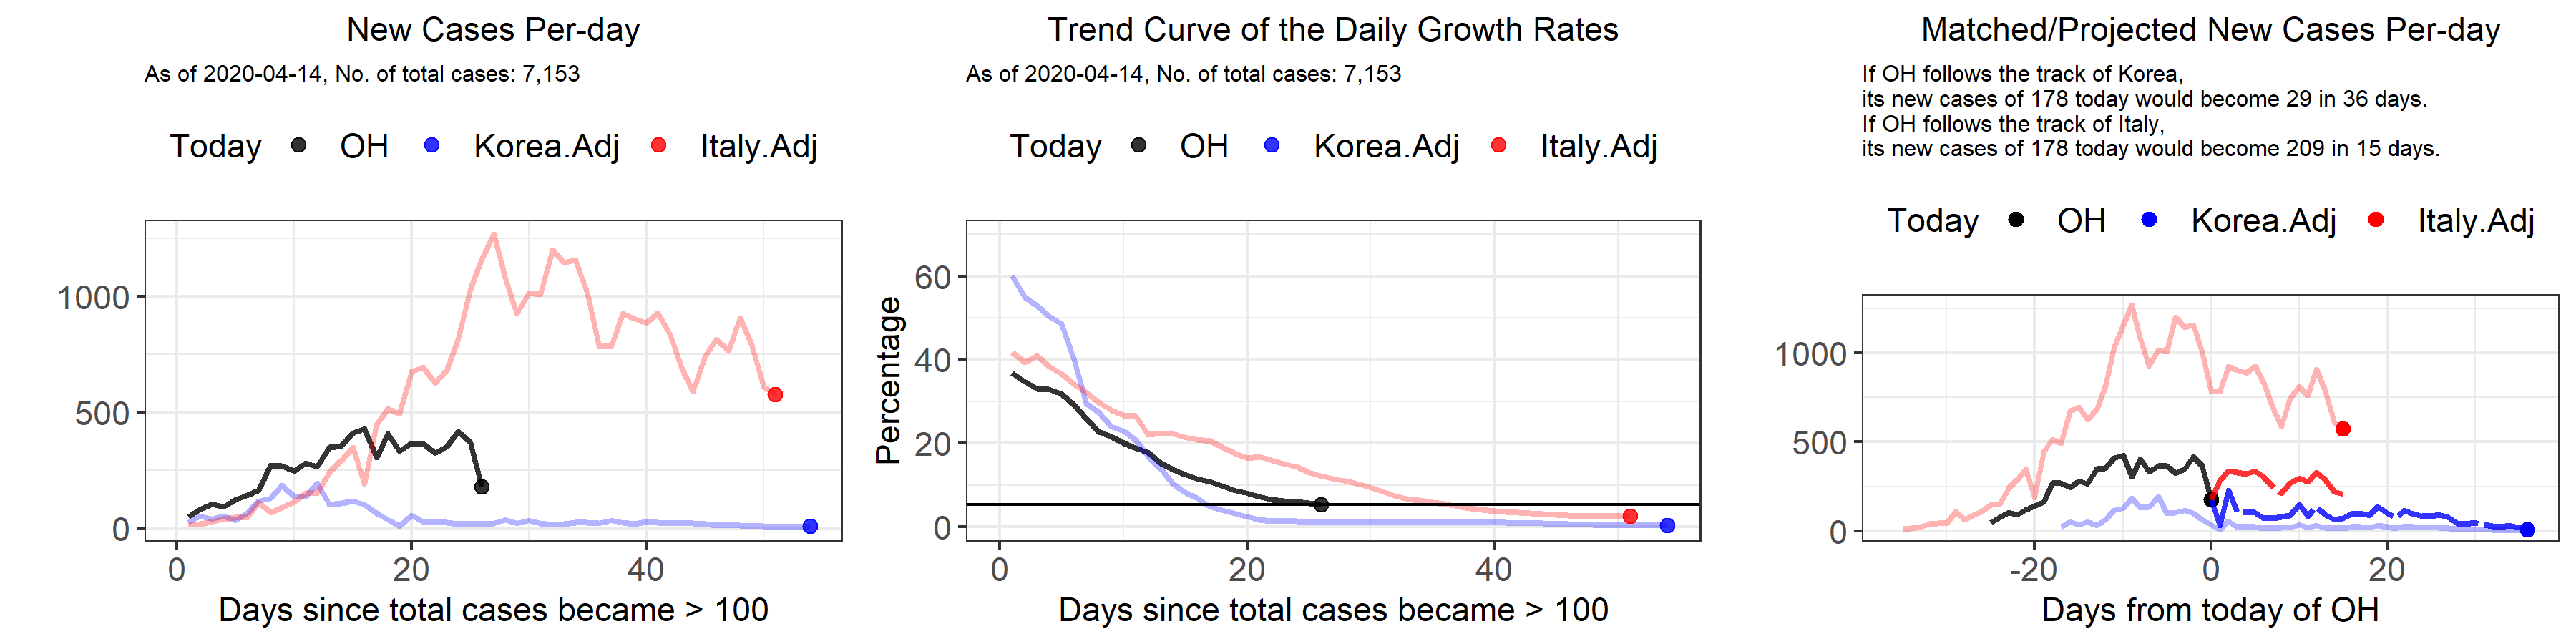 New Cases Per-day
As of 2020-04-14, No. of total cases: 7,153
Today OH Korea.Adj Italy.Adj
1000
500
0
0 20 40
Days since total cases became > 100
Trend Curve of the Daily Growth Rates
As of 2020-04-14, No. of total cases: 7,153
Today OH Korea.Adj Italy.Adj
Percentage
60
40
20
0
0 20 40
Days since total cases became > 100
Matched/Projected New Cases Per-day
If OH follows the track of Korea,
its new cases of 178 today would become 29 in 36 days.
If OH follows the track of Italy,
its new cases of 178 today would become 209 in 15 days.
Today OH Korea.Adj Italy.Adj
1000
500
0
-20 0 20
Days from today of OH